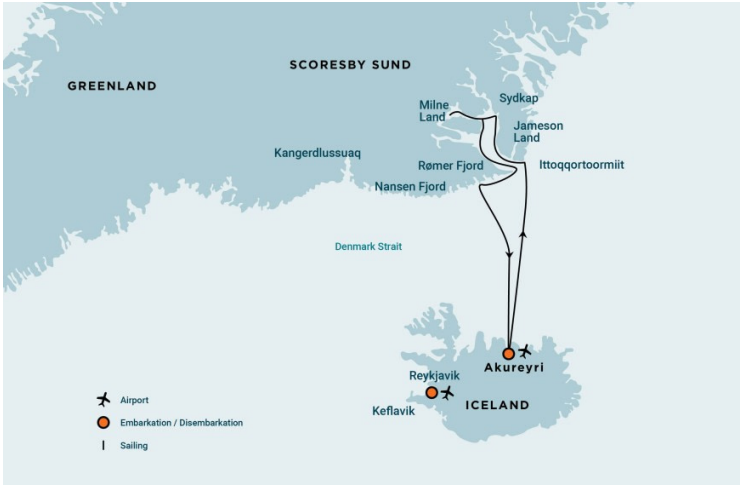 SCORESBY SUND
GREENLAND
Sydkap
Milne
Land
Jameson
Land
Kangerdlussuaq
Rømer Fjord
Ittoqqortoormiit
Nansen Fjord
Denmark Strait
Akureyri
Reykjavik
Keflavik
ICELAND
Airport
Embarkation / Disembarkation
Sailing